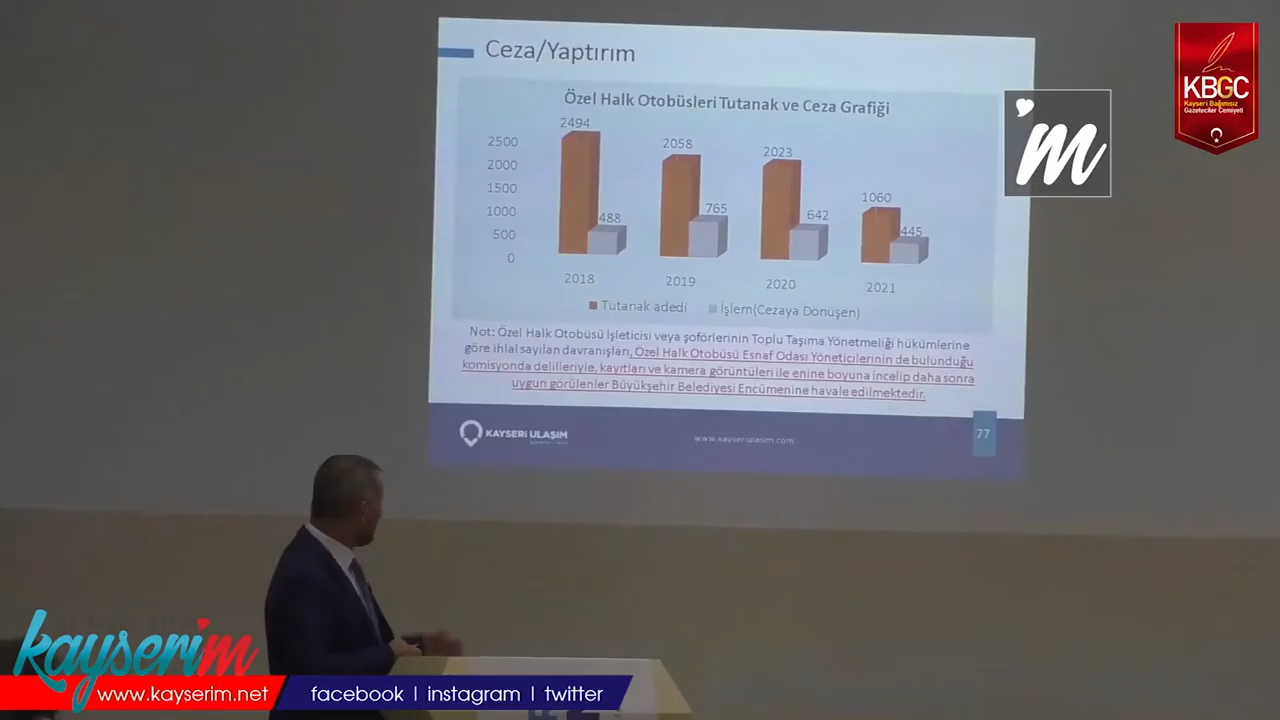 Ceza/Yaptırım
Özel Halk Otobüsleri Tutanak ve Ceza Grafiği
2494
2058
2023
1060
488
765
642
445
2500
2000
1500
1000
500
0
2018
2019
2020
2021
Tutanak adedi
İşlem(Cezaya Dönüşen)
Not: Özel Halk Otobüsü İşleticisi veya şoförlerinin Toplu Taşıma Yönetmeliği hükümlerine
göre ihlal sayılan davranışları, Özel Halk Otobüsü Esnaf Odası Yöneticilerinin de bulunduğu
komisyonda delilleriyle, kayıtları ve kamera görüntüleri ile enine boyuna incelip daha sonra
uygun görülenler Büyükşehir Belediyesi Encümenine havale edilmektedir.
KAYSERİ ULAŞIM
www.kayseriulasim.com
77
'm
KBGC
Kayseri Bağımsız
Gazeteciler Cemiyeti
kayserim
www.kayserim.net
facebook | instagram | twitter